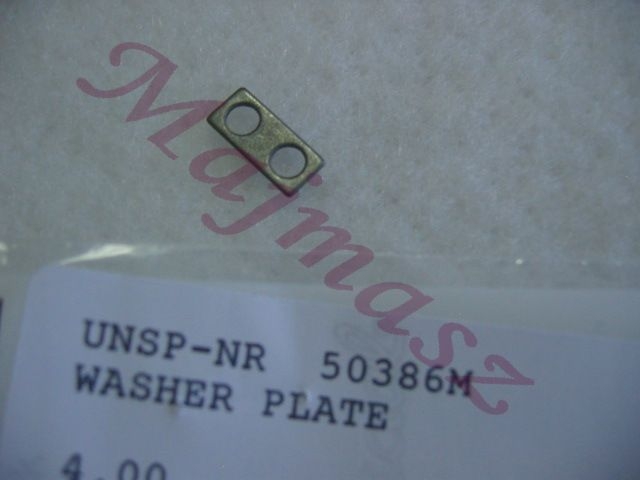 Majmasz
UNSP-NR 50386M
WASHER PLATE
4.00